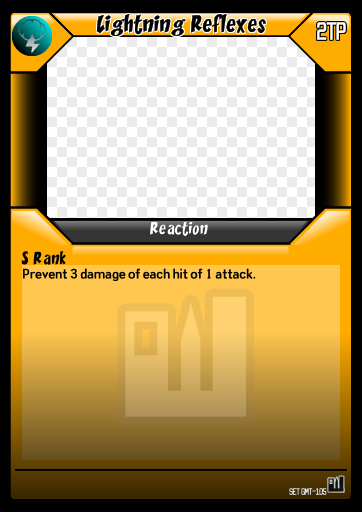 Lightning Reflexes
2TP
Reaction
S Rank
Prevent 3 damage of each hit of 1 attack.
SET GMT-105